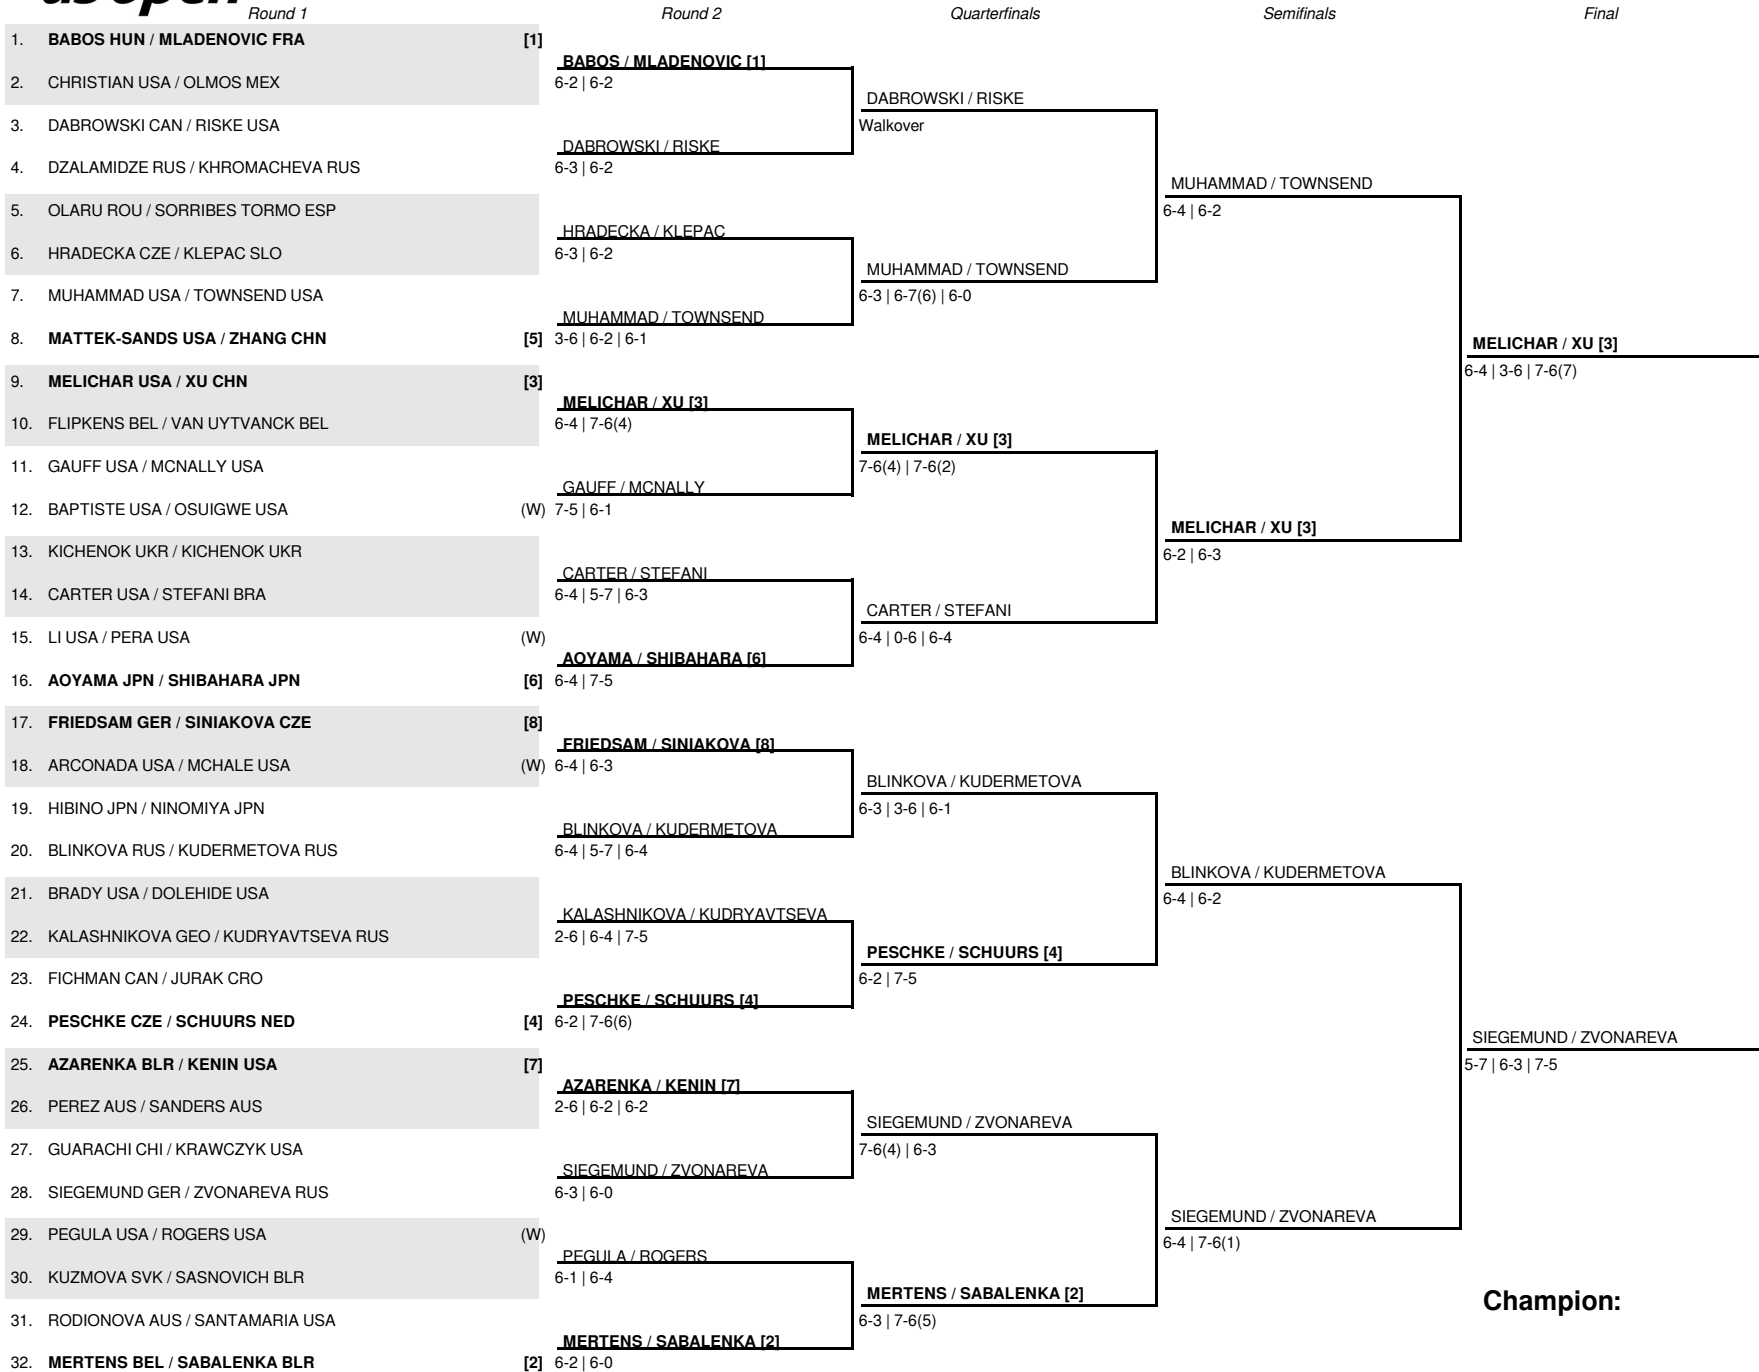 us open
Round 1
Round 2
Quarterfinals
Semifinals
Final
1. BABOS HUN / MLADENOVIC FRA [1]
2. CHRISTIAN USA / OLMOS MEX
3. DABROWSKI CAN / RISKE USA
4. DZALAMIDZE RUS / KHROMACHEVA RUS
5. OLARU ROU / SORRIBES TORMO ESP
6. HRADECKA CZE / KLEPAC SLO
7. MUHAMMAD USA / TOWNSEND USA
8. MATTEK-SANDS USA / ZHANG CHN [5]
9. MELICHAR USA / XU CHN [3]
10. FLIPKENS BEL / VAN UYTVANCK BEL
11. GAUFF USA / MCNALLY USA
12. BAPTISTE USA / OSUIGWE USA (W)
13. KICHENOK UKR / KICHENOK UKR
14. CARTER USA / STEFANI BRA
15. LI USA / PERA USA (W)
16. AOYAMA JPN / SHIBAHARA JPN [6]
17. FRIEDSAM GER / SINIAKOVA CZE [8]
18. ARCONADA USA / MCHALE USA (W)
19. HIBINO JPN / NINOMIYA JPN
20. BLINKOVA RUS / KUDERMETOVA RUS
21. BRADY USA / DOLEHIDE USA
22. KALASHNIKOVA GEO / KUDRYAVTSEVA RUS
23. FICHMAN CAN / JURAK CRO
24. PESCHKE CZE / SCHUURS NED [4]
25. AZARENKA BLR / KENIN USA [7]
26. PEREZ AUS / SANDERS AUS
27. GUARACHI CHI / KRAWCZYK USA
28. SIEGEMUND GER / ZVONAREVA RUS
29. PEGULA USA / ROGERS USA (W)
30. KUZMOVA SVK / SASNOVICH BLR
31. RODIONOVA AUS / SANTAMARIA USA
32. MERTENS BEL / SABALENKA BLR [2]
BABOS / MLADENOVIC [1]
6-2 | 6-2
DABROWSKI / RISKE
6-3 | 6-2
HRADECKA / KLEPAC
6-3 | 6-2
MUHAMMAD / TOWNSEND
3-6 | 6-2 | 6-1
MELICHAR / XU [3]
6-4 | 7-6(4)
GAUFF / MCNALLY
7-5 | 6-1
CARTER / STEFANI
6-4 | 5-7 | 6-3
AOYAMA / SHIBAHARA [6]
6-4 | 7-5
FRIEDSAM / SINIAKOVA [8]
6-4 | 6-3
BLINKOVA / KUDERMETOVA
6-4 | 5-7 | 6-4
KALASHNIKOVA / KUDRYAVTSEVA
2-6 | 6-4 | 7-5
PESCHKE / SCHUURS [4]
6-2 | 7-6(6)
AZARENKA / KENIN [7]
2-6 | 6-2 | 6-2
SIEGEMUND / ZVONAREVA
6-3 | 6-0
PEGULA / ROGERS
6-1 | 6-4
MERTENS / SABALENKA [2]
6-2 | 6-0
DABROWSKI / RISKE
Walkover
MUHAMMAD / TOWNSEND
6-3 | 6-7(6) | 6-0
MELICHAR / XU [3]
7-6(4) | 7-6(2)
CARTER / STEFANI
6-4 | 0-6 | 6-4
BLINKOVA / KUDERMETOVA
6-3 | 3-6 | 6-1
PESCHKE / SCHUURS [4]
6-2 | 7-5
SIEGEMUND / ZVONAREVA
7-6(4) | 6-3
MERTENS / SABALENKA [2]
6-3 | 7-6(5)
MUHAMMAD / TOWNSEND
6-4 | 6-2
MELICHAR / XU [3]
6-2 | 6-3
BLINKOVA / KUDERMETOVA
6-4 | 6-2
SIEGEMUND / ZVONAREVA
6-4 | 7-6(1)
MELICHAR / XU [3]
6-4 | 3-6 | 7-6(7)
SIEGEMUND / ZVONAREVA
5-7 | 6-3 | 7-5
Champion: